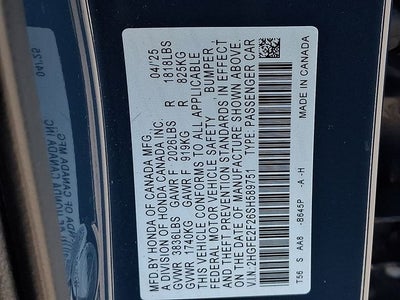 MFD. BY HONDA OF CANADA MFG., 04/25
A DIVISION OF HONDA CANADA INC.
GVWR 3836LBS GAWR F 2026LBS R 1818LBS
GVWR 1740KG GAWR F 919KG R 825KG
THIS VEHICLE CONFORMS TO ALL APPLICABLE
FEDERAL MOTOR VEHICLE SAFETY, BUMPER,
AND THEFT PREVENTION STANDARDS IN EFFECT
ON THE DATE OF MANUFACTURE SHOWN ABOVE.
V.I.N. 2HGFE2F26SH589751 TYPE: PASSENGER CAR
T56 S AA8 -B645P -A -H MADE IN CANADA